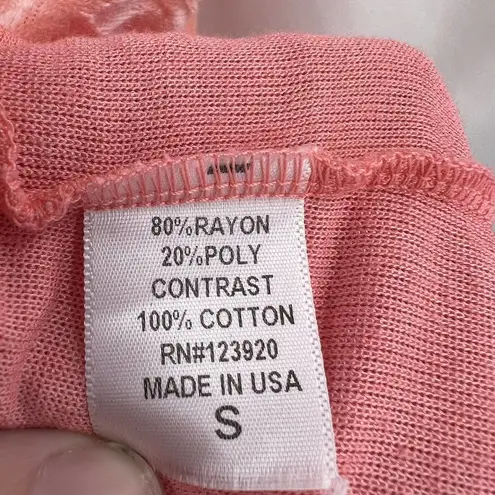 80%RAYON
20%POLY
CONTRAST
100% COTTON
RN#123920
MADE IN USA
S